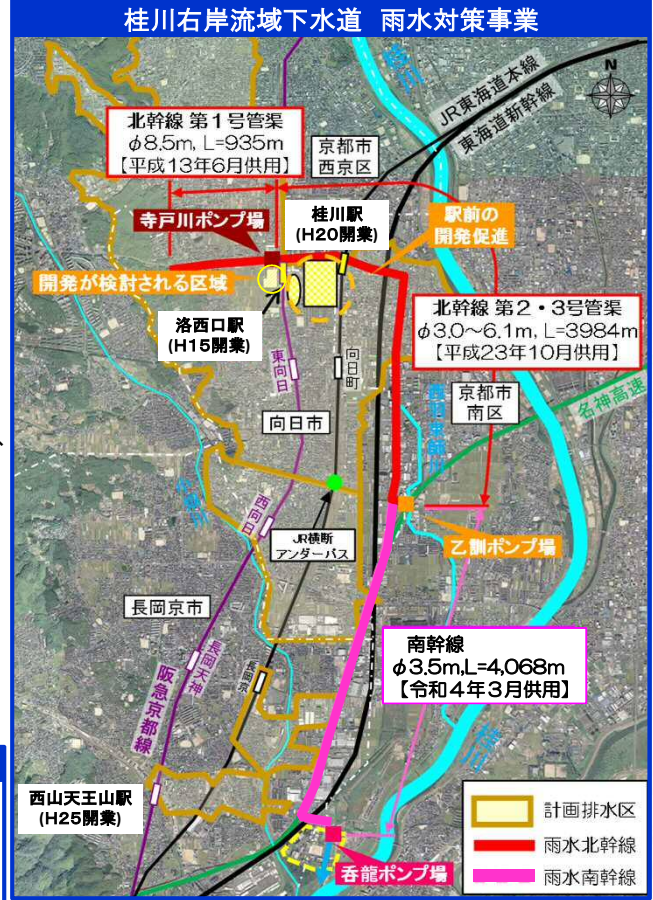 桂川右岸流域下水道 雨水対策事業
桂川
JR東海道本線
東海道新幹線
N
北幹線 第1号管渠
φ8.5m, L=935m
【平成13年6月供用】
京都市
西京区
寺戸川ポンプ場
桂川駅
(H20開業)
駅前の
開発促進
開発が検討される区域
洛西口駅
(H15開業)
北幹線 第2・3号管渠
φ3.0~6.1m, L=3984m
【平成23年10月供用】
東向日
向日町
京都市
南区
名神高速
向日市
西向日
JR横断
アンダーパス
乙訓ポンプ場
長岡京市
長岡天神
長岡京
阪急京都線
南幹線
φ3.5m,L=4,068m
【令和4年3月供用】
桂川
西山天王山駅
(H25開業)
呑龍ポンプ場
計画排水区
雨水北幹線
雨水南幹線